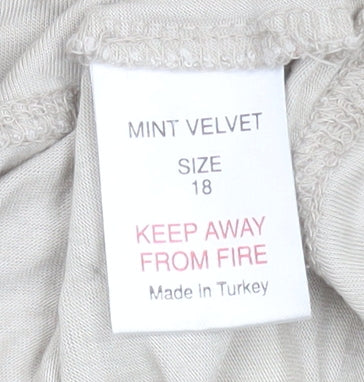 MINT VELVET
SIZE
18
KEEP AWAY
FROM FIRE
Made In Turkey